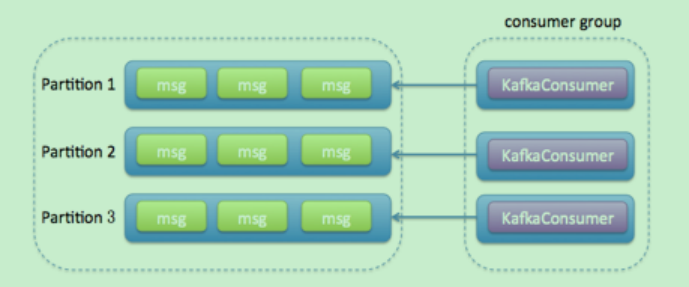 consumer group
Partition 1 msg msg msg KafkaConsumer
Partition 2 msg msg msg KafkaConsumer
Partition 3 msg msg msg KafkaConsumer